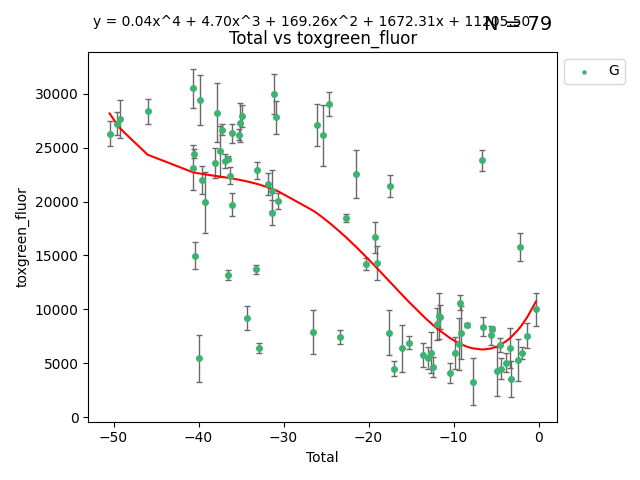 y = 0.04x^4 + 4.70x^3 + 169.26x^2 + 1672.31x + 11205.50
N = 79
Total vs toxgreen_fluor
G
30000
25000
20000
15000
10000
5000
0
toxgreen_fluor
−50 −40 −30 −20 −10 0
Total